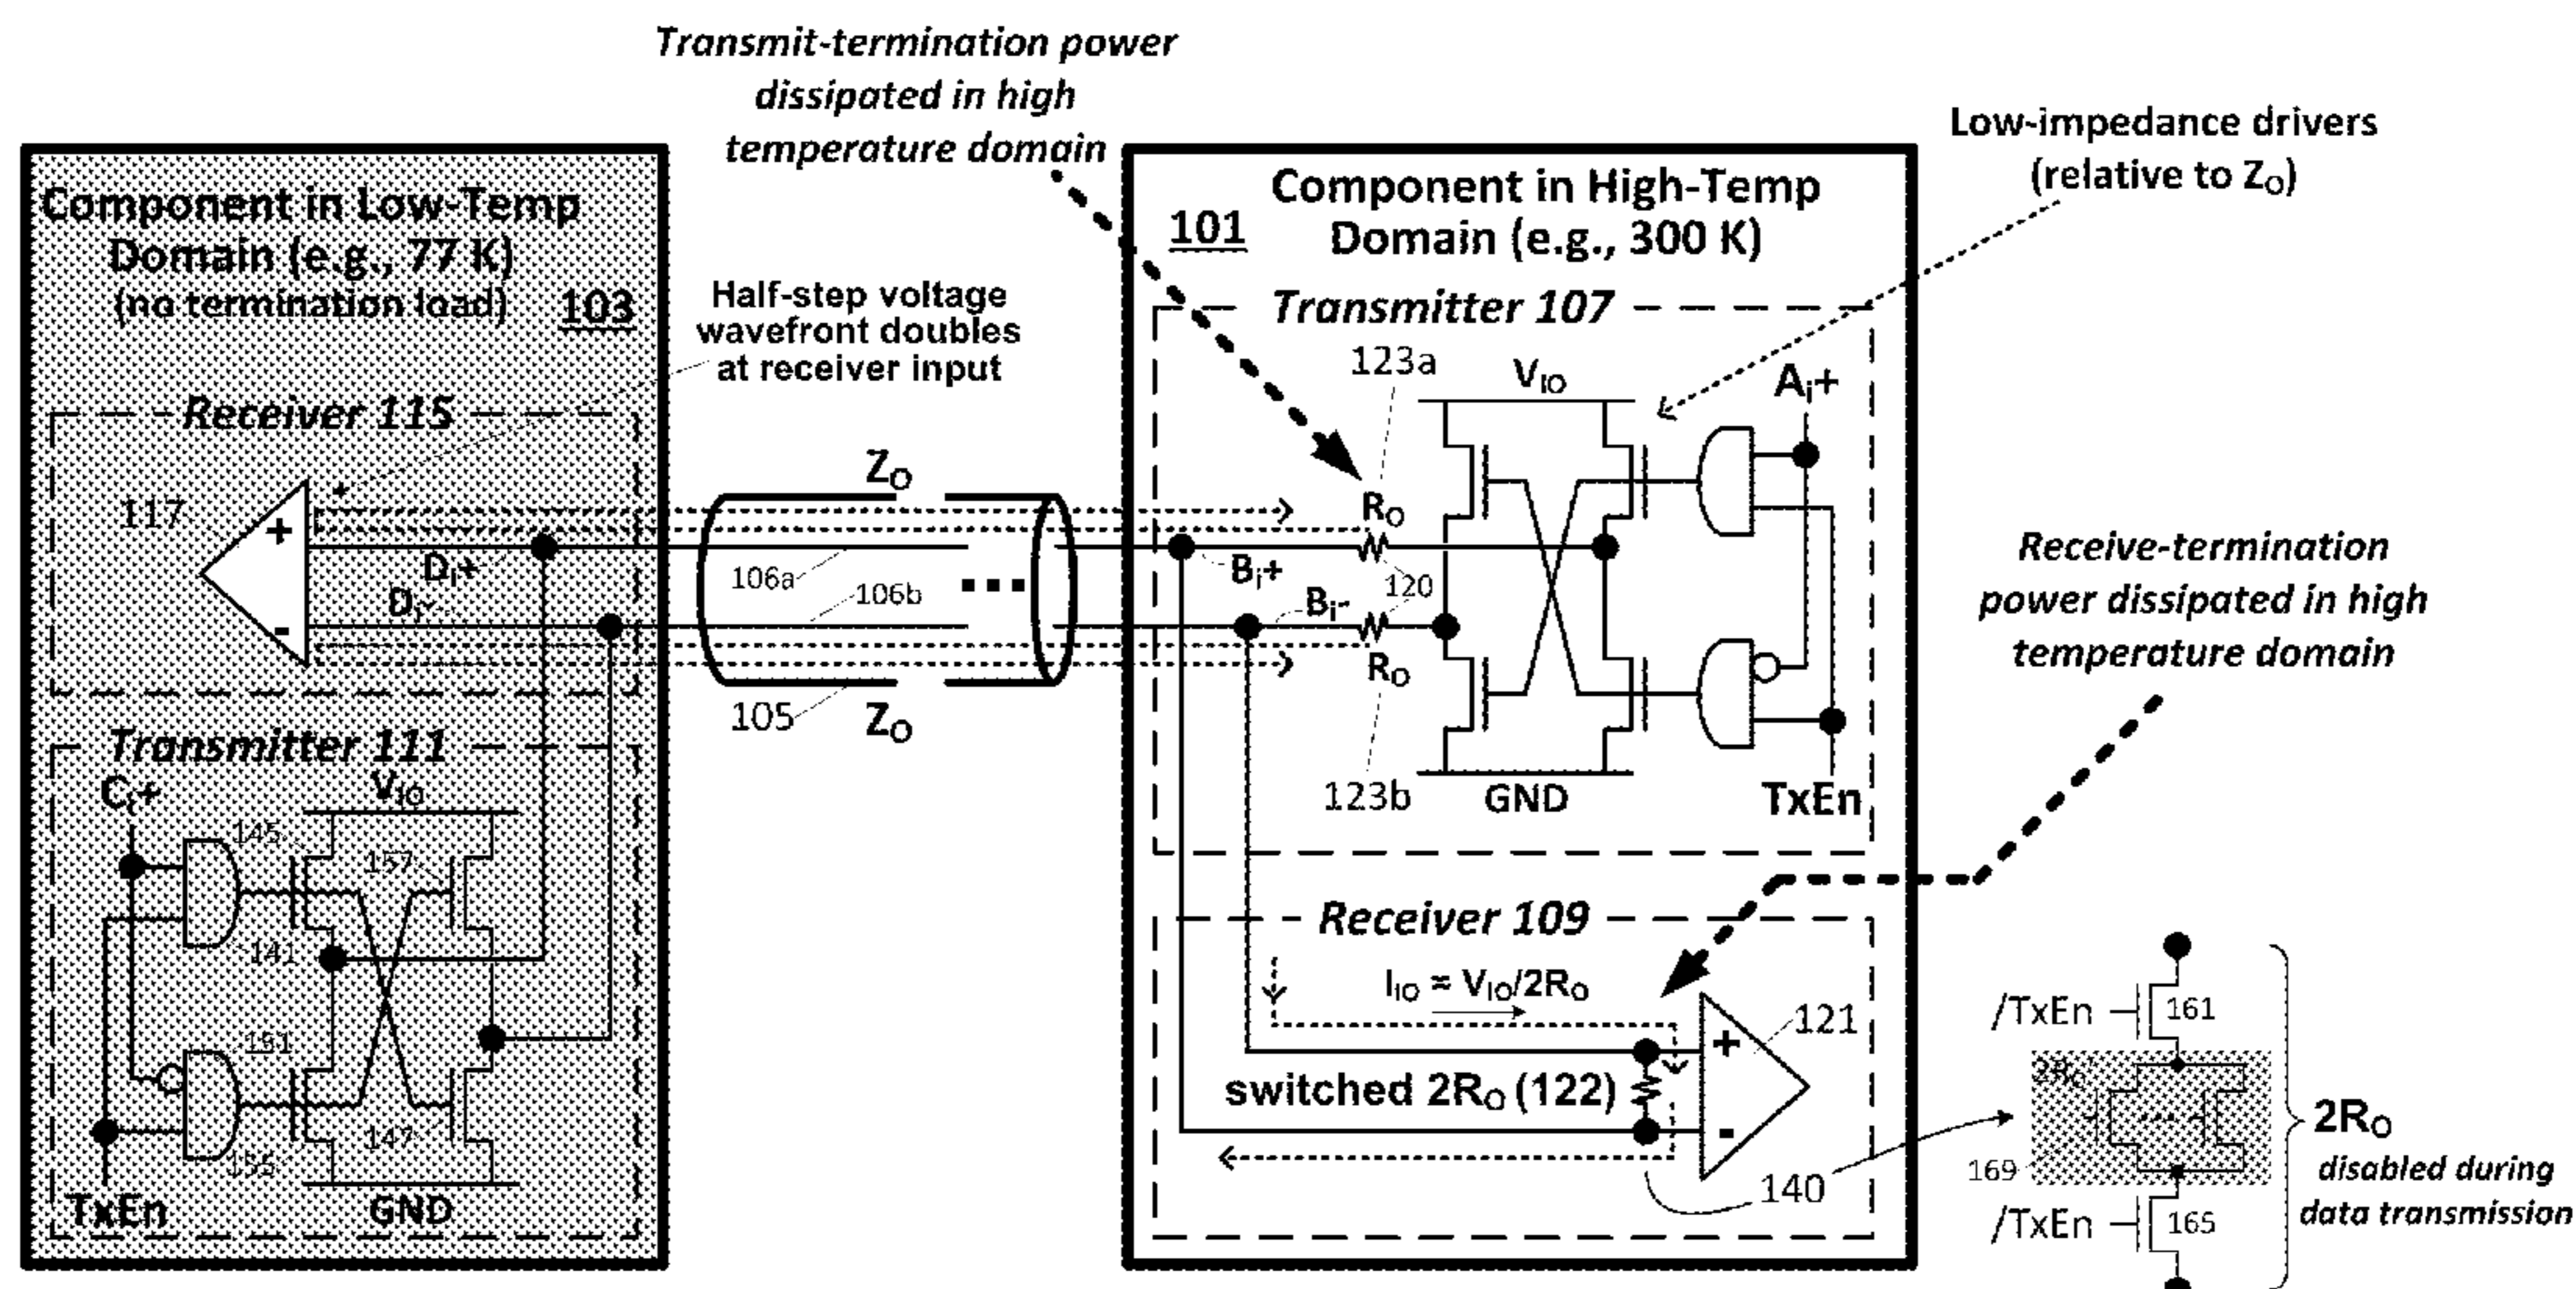 Transmit-termination power
dissipated in high
temperature domain
Low-impedance drivers
(relative to ZO)
Component in Low-Temp
Domain (e.g., 77 K)
(no termination load)
103
Half-step voltage
wavefront doubles
at receiver input
Receiver 115
117
+
-
Di+
Di-
ZO
106a
106b
105
ZO
Transmitter 111
Ci+
VIO
145
157
141
151
147
155
TxEn
GND
101
Component in High-Temp
Domain (e.g., 300 K)
Transmitter 107
123a
VIO
Ai+
RO
Bi+
120
Bi-
RO
123b
GND
TxEn
Receiver 109
IIO = VIO/2RO
121
+
switched 2RO (122)
-
140
Receive-termination
power dissipated in high
temperature domain
/TxEn
161
2RO
...
169
/TxEn
165
2RO
disabled during
data transmission